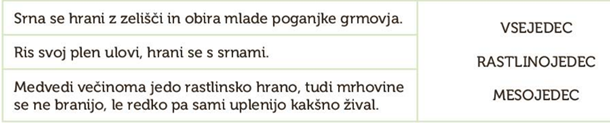 Srna se hrani z zelišči in obira mlade poganjke grmovja.
Ris svoj plen ulovi, hrani se s srnami.
Medvedi večinoma jedo rastlinsko hrano, tudi mrhovine
se ne branijo, le redko pa sami uplenijo kakšno žival.
VSEJEDEC
RASTLINOJEDEC
MESOJEDEC